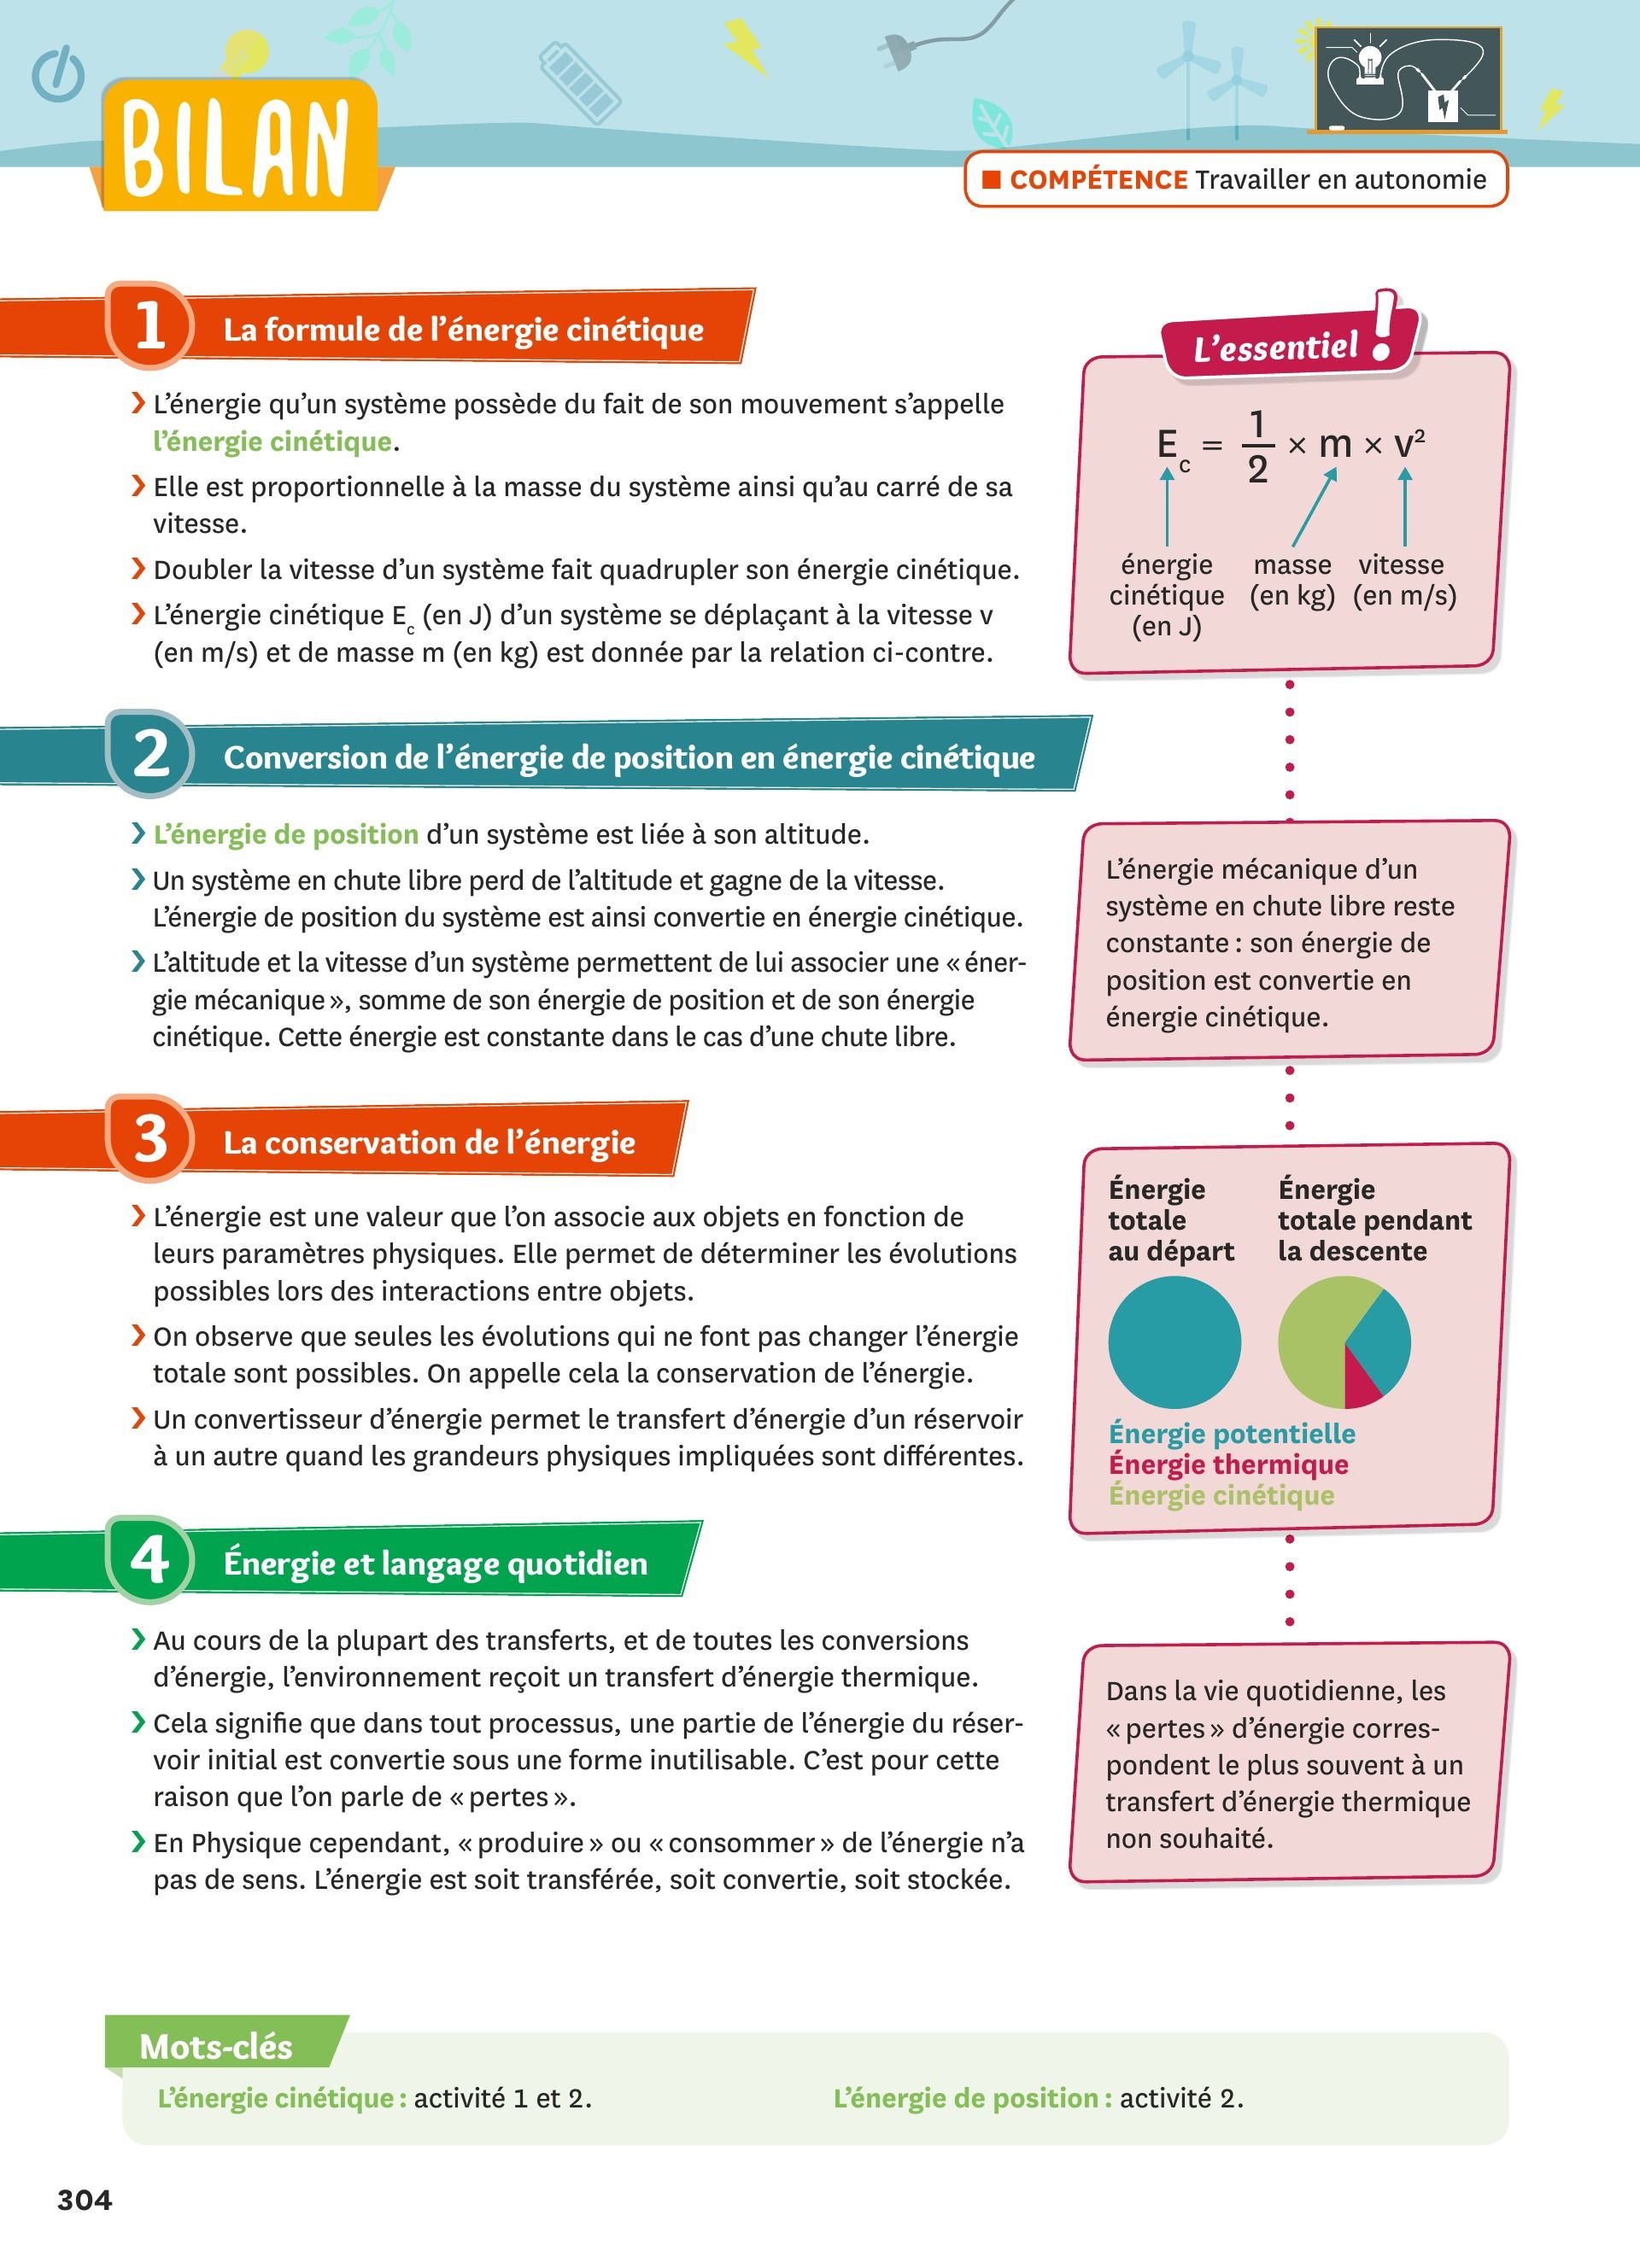 BILAN
■ COMPÉTENCE Travailler en autonomie
1 La formule de l’énergie cinétique
› L’énergie qu’un système possède du fait de son mouvement s’appelle
l’énergie cinétique.
› Elle est proportionnelle à la masse du système ainsi qu’au carré de sa
vitesse.
› Doubler la vitesse d’un système fait quadrupler son énergie cinétique.
› L’énergie cinétique Ec (en J) d’un système se déplaçant à la vitesse v
(en m/s) et de masse m (en kg) est donnée par la relation ci-contre.
L’essentiel !
Ec = 1/2 × m × v²
énergie masse vitesse
cinétique (en kg) (en m/s)
(en J)
2 Conversion de l’énergie de position en énergie cinétique
› L’énergie de position d’un système est liée à son altitude.
› Un système en chute libre perd de l’altitude et gagne de la vitesse.
L’énergie de position du système est ainsi convertie en énergie cinétique.
› L’altitude et la vitesse d’un système permettent de lui associer une « éner-
gie mécanique », somme de son énergie de position et de son énergie
cinétique. Cette énergie est constante dans le cas d’une chute libre.
L’énergie mécanique d’un
système en chute libre reste
constante : son énergie de
position est convertie en
énergie cinétique.
3 La conservation de l’énergie
› L’énergie est une valeur que l’on associe aux objets en fonction de
leurs paramètres physiques. Elle permet de déterminer les évolutions
possibles lors des interactions entre objets.
› On observe que seules les évolutions qui ne font pas changer l’énergie
totale sont possibles. On appelle cela la conservation de l’énergie.
› Un convertisseur d’énergie permet le transfert d’énergie d’un réservoir
à un autre quand les grandeurs physiques impliquées sont différentes.
Énergie
totale
au départ
Énergie
totale pendant
la descente
Énergie potentielle
Énergie thermique
Énergie cinétique
4 Énergie et langage quotidien
› Au cours de la plupart des transferts, et de toutes les conversions
d’énergie, l’environnement reçoit un transfert d’énergie thermique.
› Cela signifie que dans tout processus, une partie de l’énergie du réser-
voir initial est convertie sous une forme inutilisable. C’est pour cette
raison que l’on parle de « pertes ».
› En Physique cependant, « produire » ou « consommer » de l’énergie n’a
pas de sens. L’énergie est soit transférée, soit convertie, soit stockée.
Dans la vie quotidienne, les
« pertes » d’énergie corres-
pondent le plus souvent à un
transfert d’énergie thermique
non souhaité.
Mots-clés
L’énergie cinétique : activité 1 et 2.
L’énergie de position : activité 2.
304